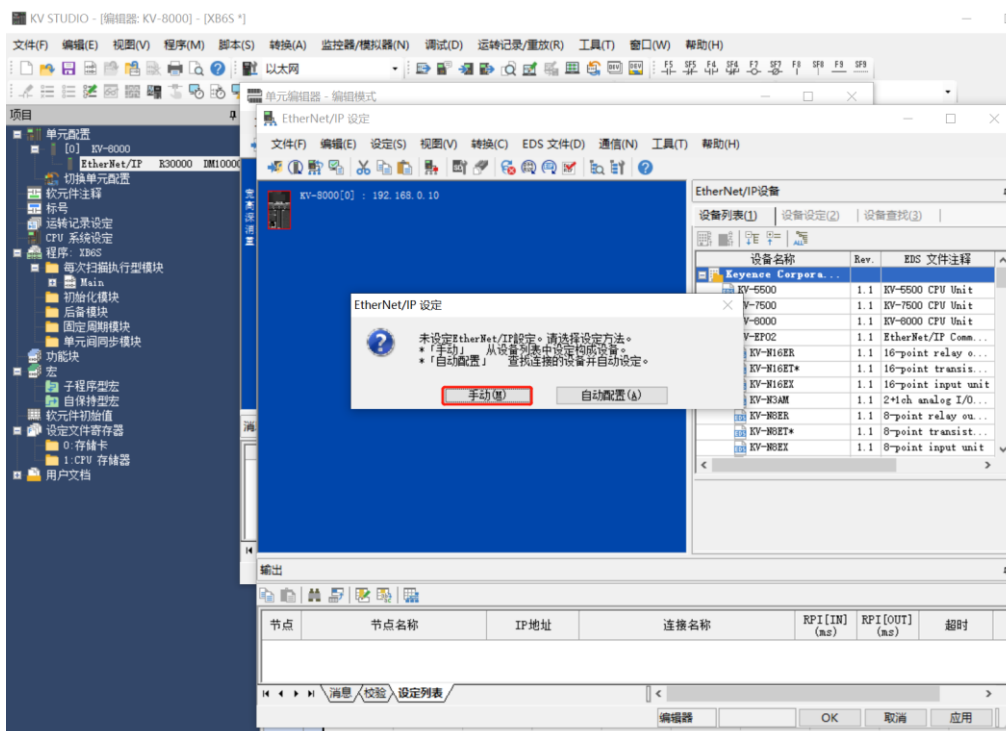 KV STUDIO - [编辑器: KV-8000] - [XB6S *]
文件(F) 编辑(E) 视图(V) 程序(M) 脚本(S) 转换(A) 监控器/模拟器(N) 调试(D) 运转记录/重放(R) 工具(T) 窗口(W) 帮助(H)
以太网
F5 SF5 F4 SF4 F7 SF7 F8 SF8 F9 SF9
单元编辑器 - 编辑模式
项目
单元配置
[0] KV-8000
EtherNet/IP R30000 DM1000
切换单元配置
软元件注释
标号
运转记录设定
CPU 系统设定
程序: XB6S
每次扫描执行型模块
Main
初始化模块
后备模块
固定周期模块
单元间同步模块
功能块
宏
子程序型宏
自保持型宏
软元件初始值
设定文件寄存器
0:存储卡
1:CPU 存储器
用户文档
EtherNet/IP 设定
文件(F) 编辑(E) 设定(S) 视图(V) 转换(C) EDS 文件(D) 通信(N) 工具(T) 帮助(H)
KV-8000[0] : 192.168.0.10
EtherNet/IP设备
设备列表(1) 设备设定(2) 设备查找(3)
设备名称 Rev. EDS 文件注释
Keyence Corpora...
KV-5500 1.1 KV-5500 CPU Unit
V-7500 1.1 KV-7500 CPU Unit
V-8000 1.1 KV-8000 CPU Unit
V-EP02 1.1 EtherNet/IP Comm...
KV-N16ER 1.1 16-point relay o...
KV-N16ET* 1.1 16-point transis...
KV-N16EX 1.1 16-point input unit
KV-N3AM 1.1 2+1ch analog I/O...
KV-N8ER 1.1 8-point relay ou...
KV-N8ET* 1.1 8-point transist...
KV-N8EX 1.1 8-point input unit
EtherNet/IP 设定
未设定EtherNet/IP設定。请选择设定方法。
*「手动」 从设备列表中设定构成设备。
*「自动配置」 查找连接的设备并自动设定。
手动(M) 自动配置(A)
消
输出
节点 节点名称 IP地址 连接名称 RPI[IN] (ms) RPI[OUT] (ms) 超时
消息 校验 设定列表
编辑器 OK 取消 应用